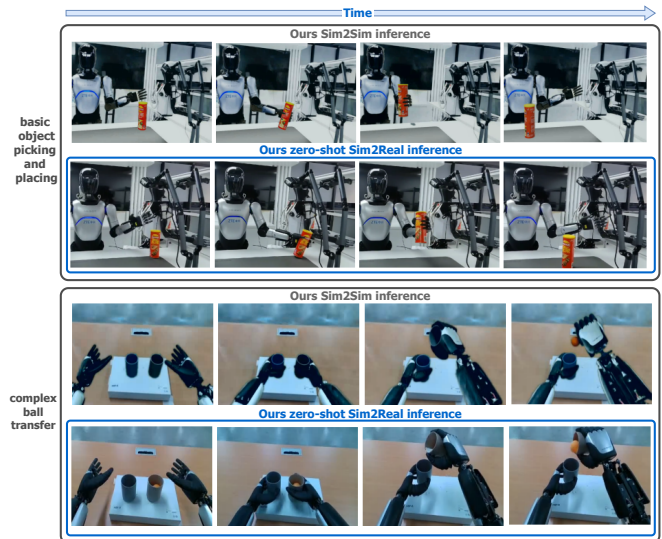 Time
Ours Sim2Sim inference
basic
object
picking
and
placing
Ours zero-shot Sim2Real inference
Ours Sim2Sim inference
complex
ball
transfer
Ours zero-shot Sim2Real inference